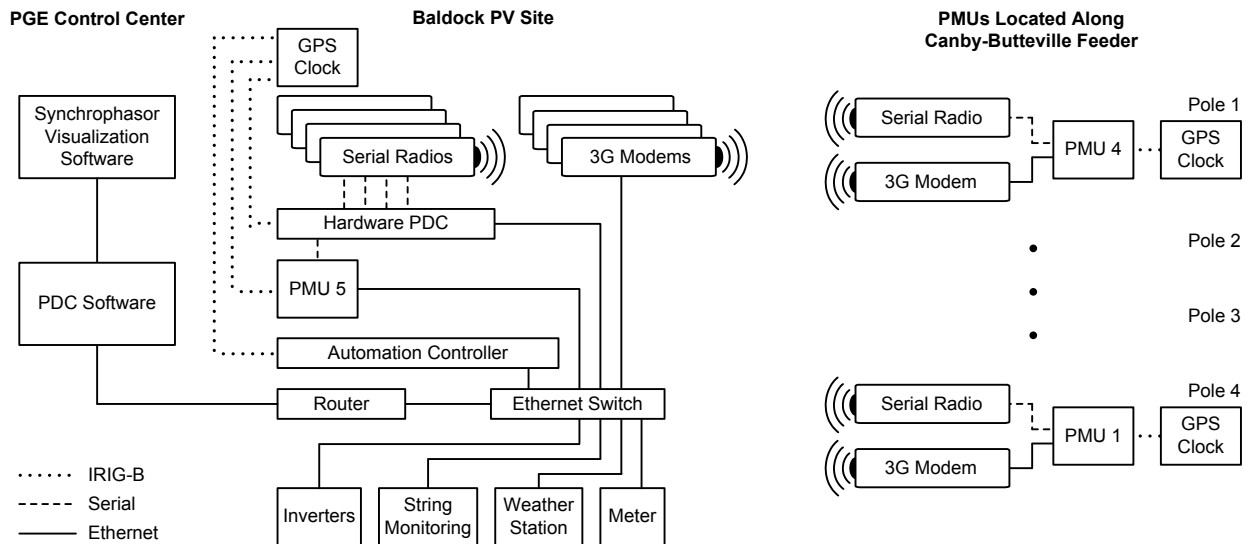 PGE Control Center
Synchrophasor
Visualization
Software
PDC Software
IRIG-B
Serial
Ethernet
Baldock PV Site
GPS
Clock
Serial Radios
3G Modems
Hardware PDC
PMU 5
Automation Controller
Router
Ethernet Switch
Inverters
String
Monitoring
Weather
Station
Meter
PMUs Located Along
Canby-Butteville Feeder
Pole 1
Serial Radio
3G Modem
PMU 4
GPS
Clock
Pole 2
Pole 3
Pole 4
Serial Radio
3G Modem
PMU 1
GPS
Clock